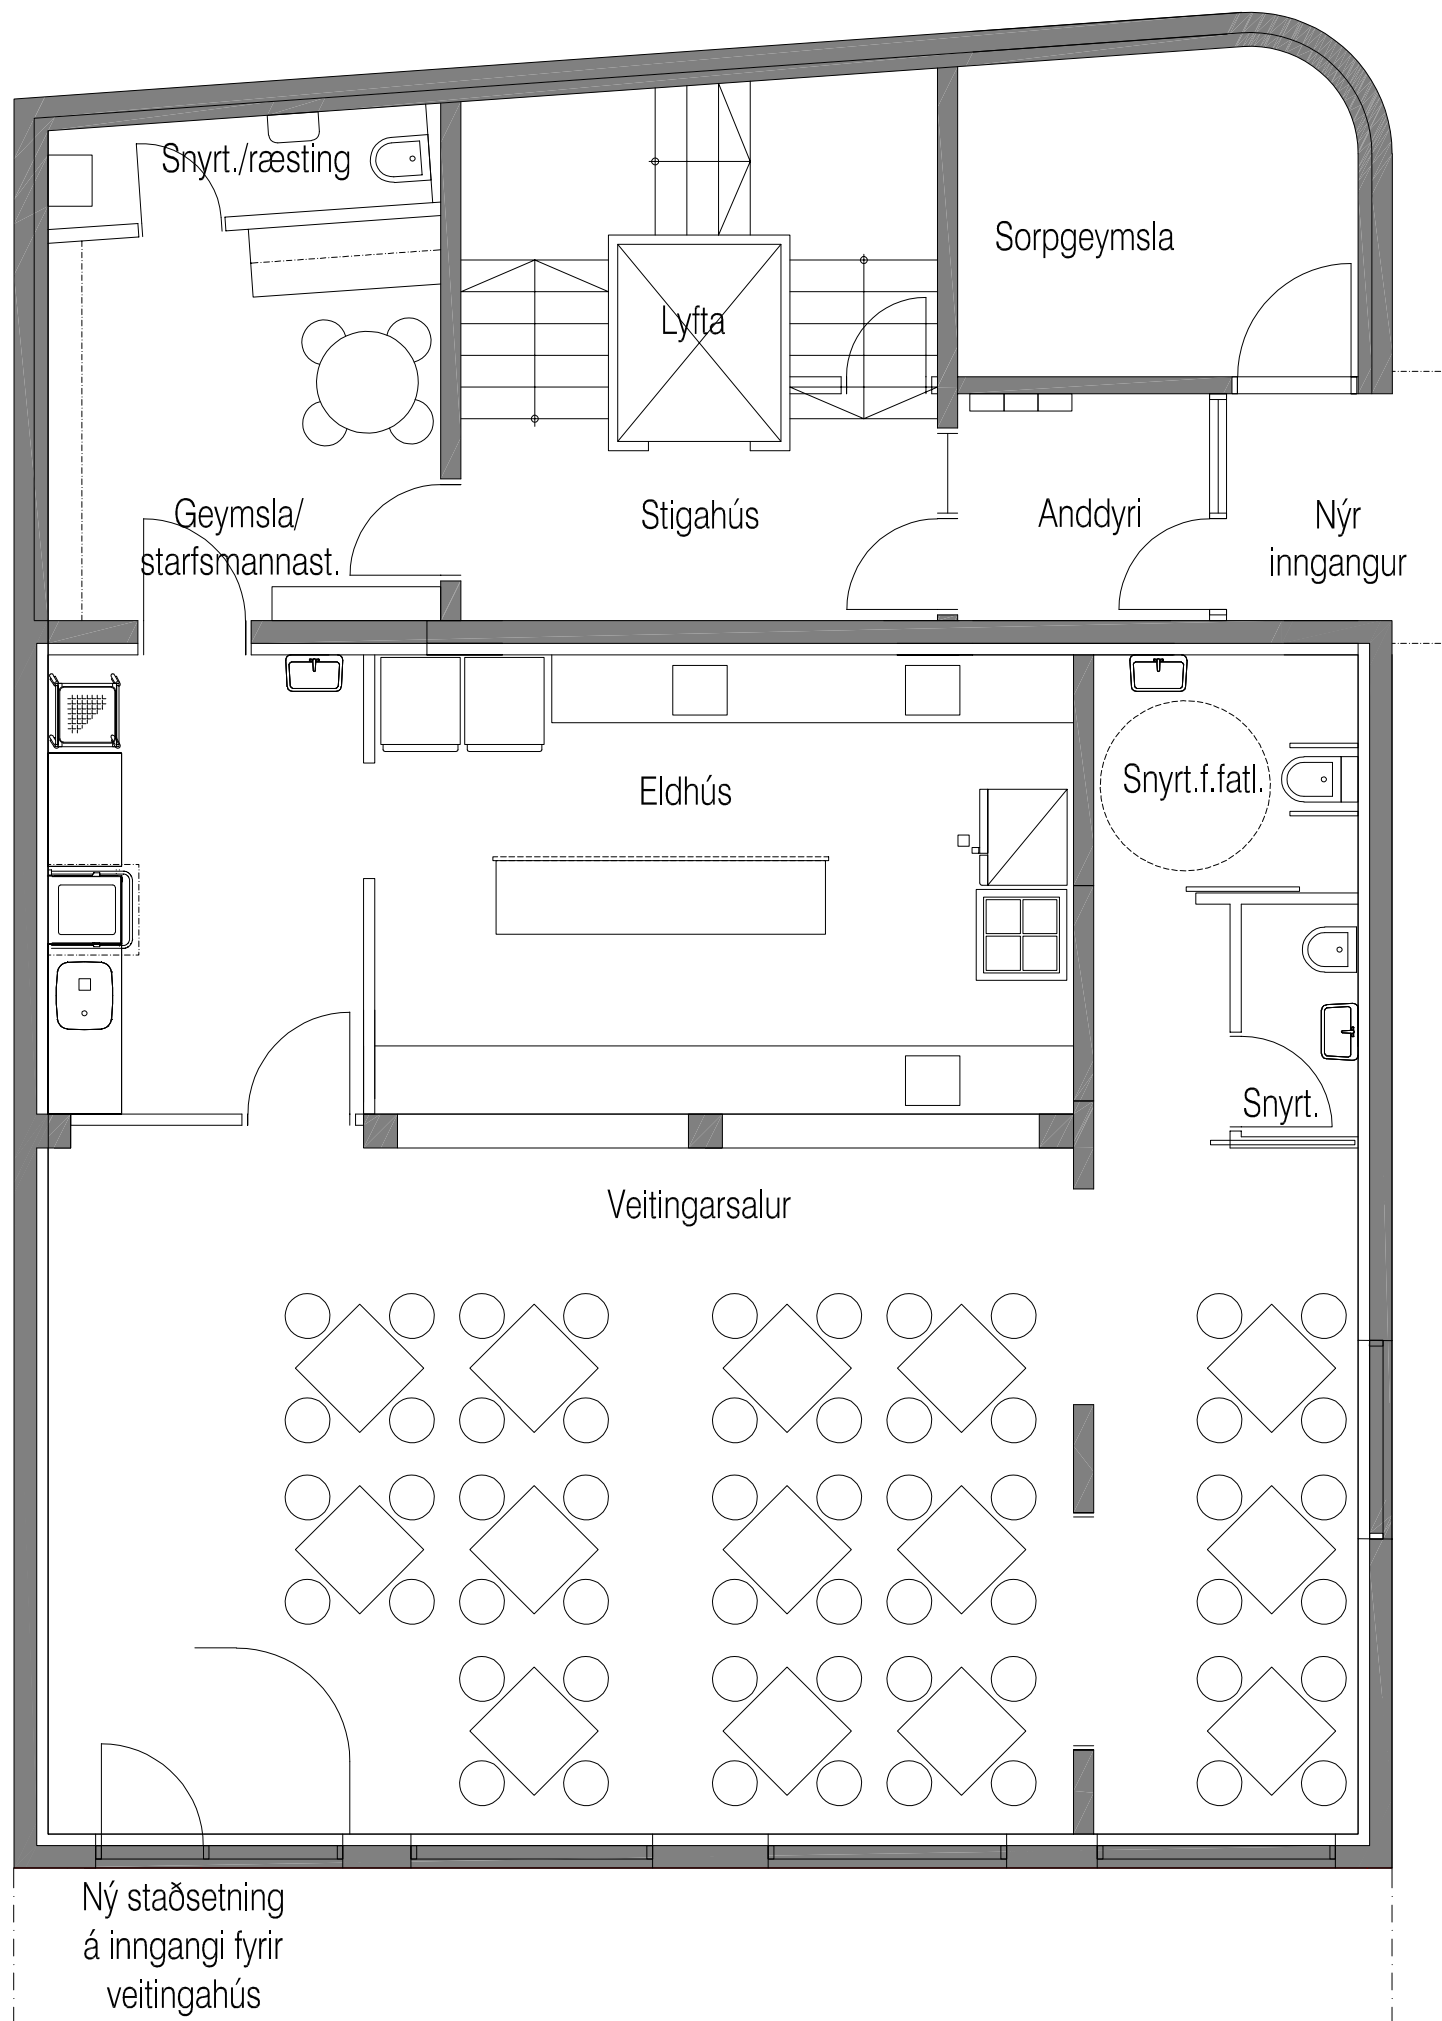 Snyrt./ræsting
Sorpgeymsla
Lyfta
Geymsla/
starfsmannast.
Stigahús
Anddyri
Nýr
inngangur
Eldhús
Snyrt.f.fatl.
Snyrt.
Veitingarsalur
Ný staðsetning
á inngangi fyrir
veitingahús